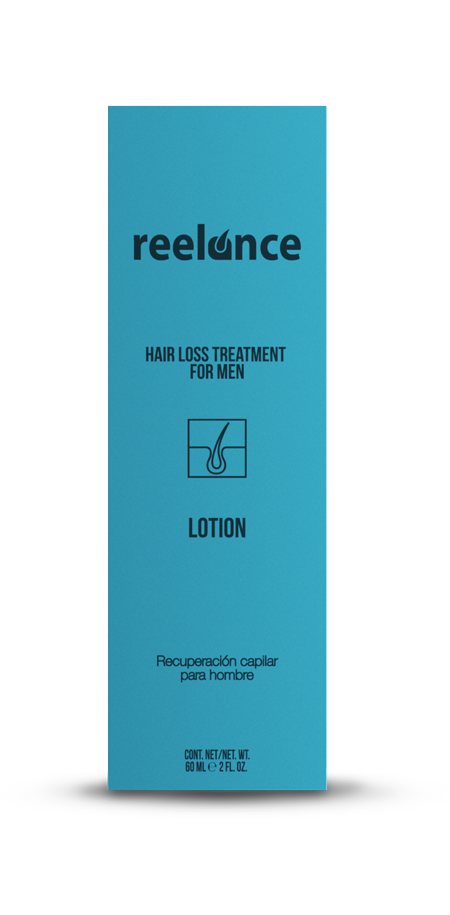 reelance
HAIR LOSS TREATMENT
FOR MEN
LOTION
Recuperación capilar
para hombre
CONT. NET/NET. WT.
60 ML ℮ 2 FL. OZ.